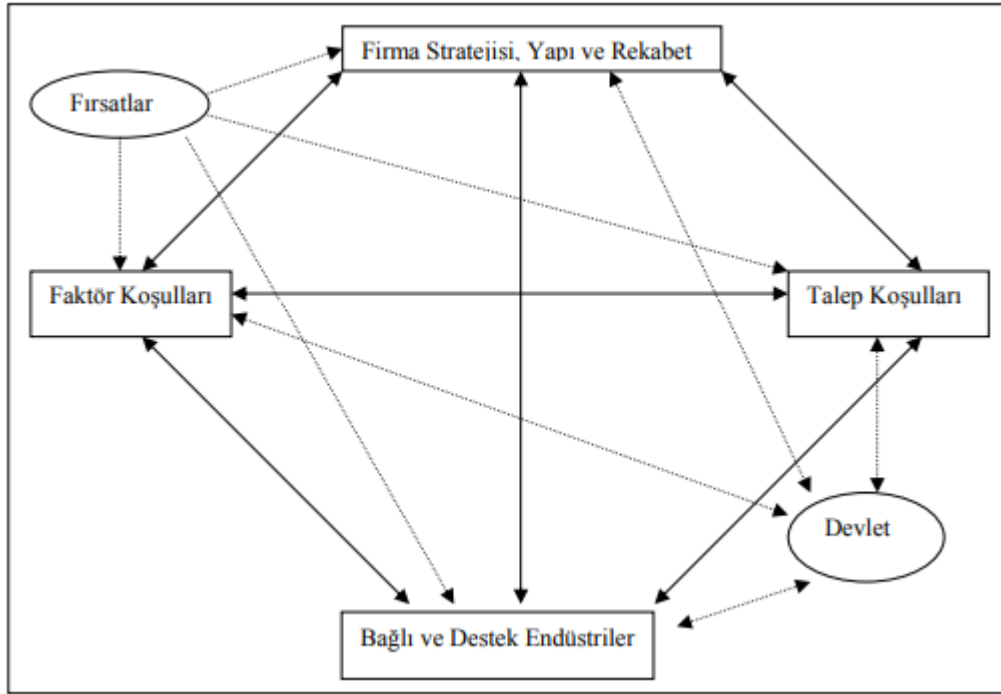 Firma Stratejisi, Yapı ve Rekabet
Fırsatlar
Faktör Koşulları
Talep Koşulları
Devlet
Bağlı ve Destek Endüstriler